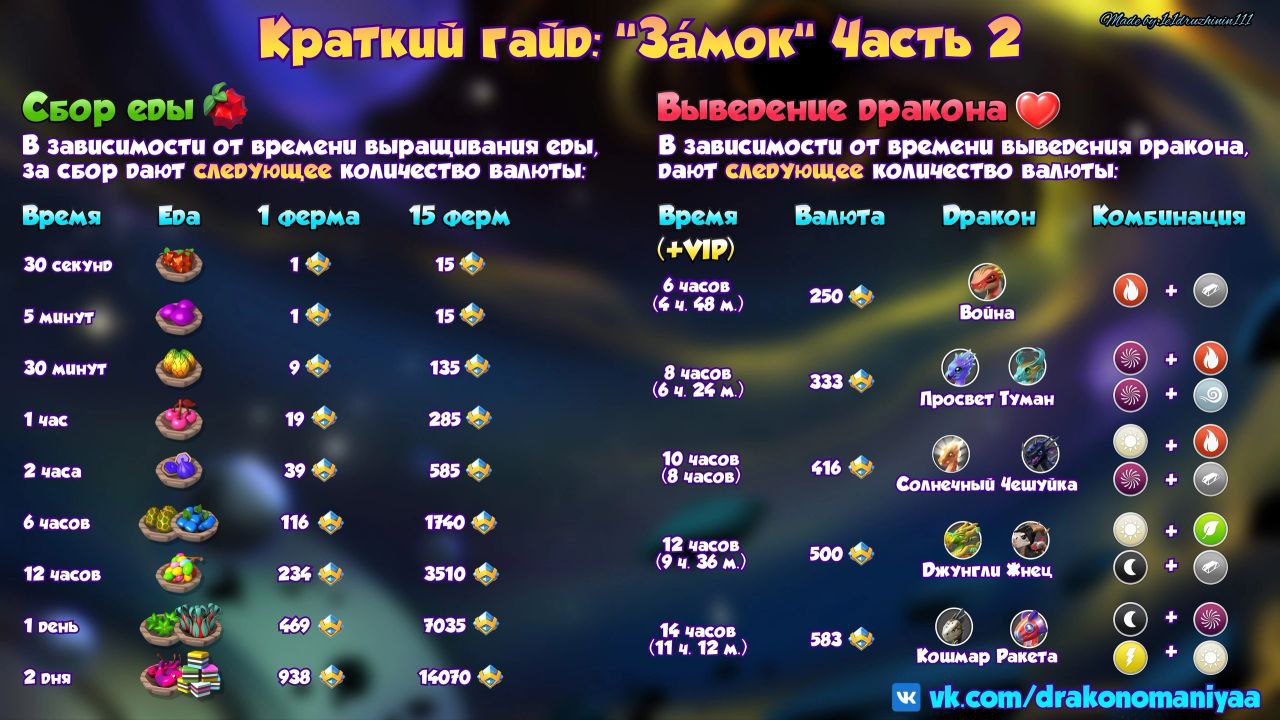 Made by 1e1druzhinin111
Краткий гайд: "За́мок" Часть 2
Сбор еды
В зависимости от времени выращивания еды,
за сбор дают следующее количество валюты:
Время Еда 1 ферма 15 ферм
30 секунд 1 15
5 минут 1 15
30 минут 9 135
1 час 19 285
2 часа 39 585
6 часов 116 1740
12 часов 234 3510
1 день 469 7035
2 дня 938 14070
Выведение дракона
В зависимости от времени выведения дракона,
дают следующее количество валюты:
Время Валюта Дракон Комбинация
(+VIP)
6 часов
(4 ч. 48 м.) 250 Война +
8 часов
(6 ч. 24 м.) 333 Просвет Туман + +
10 часов
(8 часов) 416 Солнечный Чешуйка + +
12 часов
(9 ч. 36 м.) 500 Джунгли Жнец + +
14 часов
(11 ч. 12 м.) 583 Кошмар Ракета + +
vk.com/drakonomaniyaa